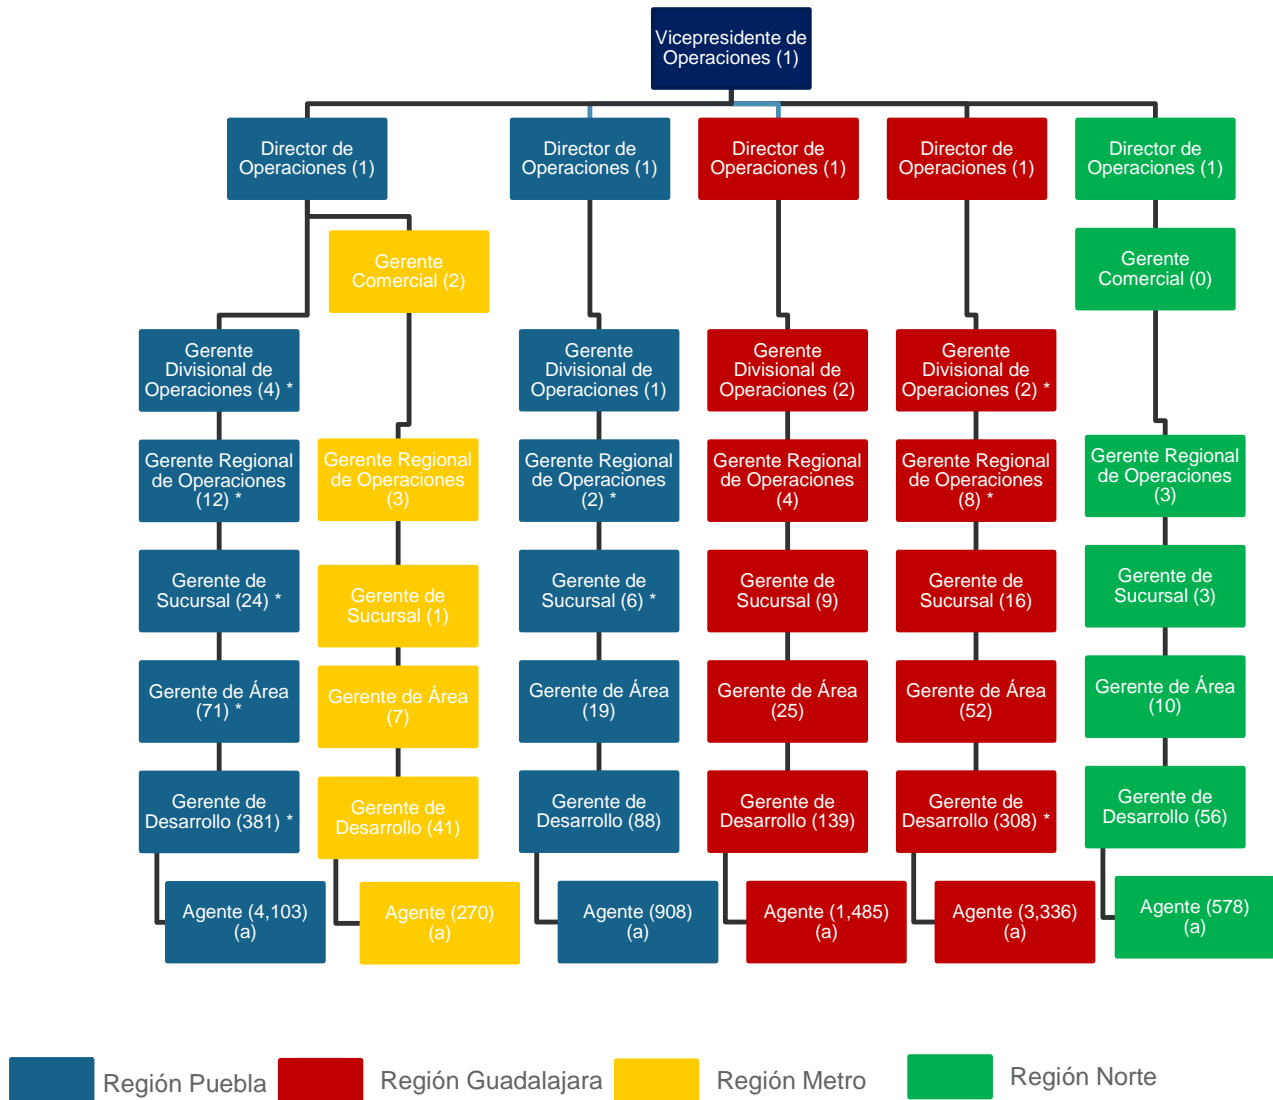 Vicepresidente de
Operaciones (1)
Director de
Operaciones (1)
Director de
Operaciones (1)
Director de
Operaciones (1)
Director de
Operaciones (1)
Director de
Operaciones (1)
Gerente
Comercial (2)
Gerente
Comercial (0)
Gerente
Divisional de
Operaciones (4) *
Gerente
Divisional de
Operaciones (1)
Gerente
Divisional de
Operaciones (2)
Gerente
Divisional de
Operaciones (2) *
Gerente Regional
de Operaciones
(12) *
Gerente Regional
de Operaciones
(3)
Gerente Regional
de Operaciones
(2) *
Gerente Regional
de Operaciones
(4)
Gerente Regional
de Operaciones
(8) *
Gerente Regional
de Operaciones
(3)
Gerente de
Sucursal (24) *
Gerente de
Sucursal (1)
Gerente de
Sucursal (6) *
Gerente de
Sucursal (9)
Gerente de
Sucursal (16)
Gerente de
Sucursal (3)
Gerente de Área
(71) *
Gerente de Área
(7)
Gerente de Área
(19)
Gerente de Área
(25)
Gerente de Área
(52)
Gerente de Área
(10)
Gerente de
Desarrollo (381) *
Gerente de
Desarrollo (41)
Gerente de
Desarrollo (88)
Gerente de
Desarrollo (139)
Gerente de
Desarrollo (308) *
Gerente de
Desarrollo (56)
Agente (4,103)
(a)
Agente (270)
(a)
Agente (908)
(a)
Agente (1,485)
(a)
Agente (3,336)
(a)
Agente (578)
(a)
Región Puebla
Región Guadalajara
Región Metro
Región Norte